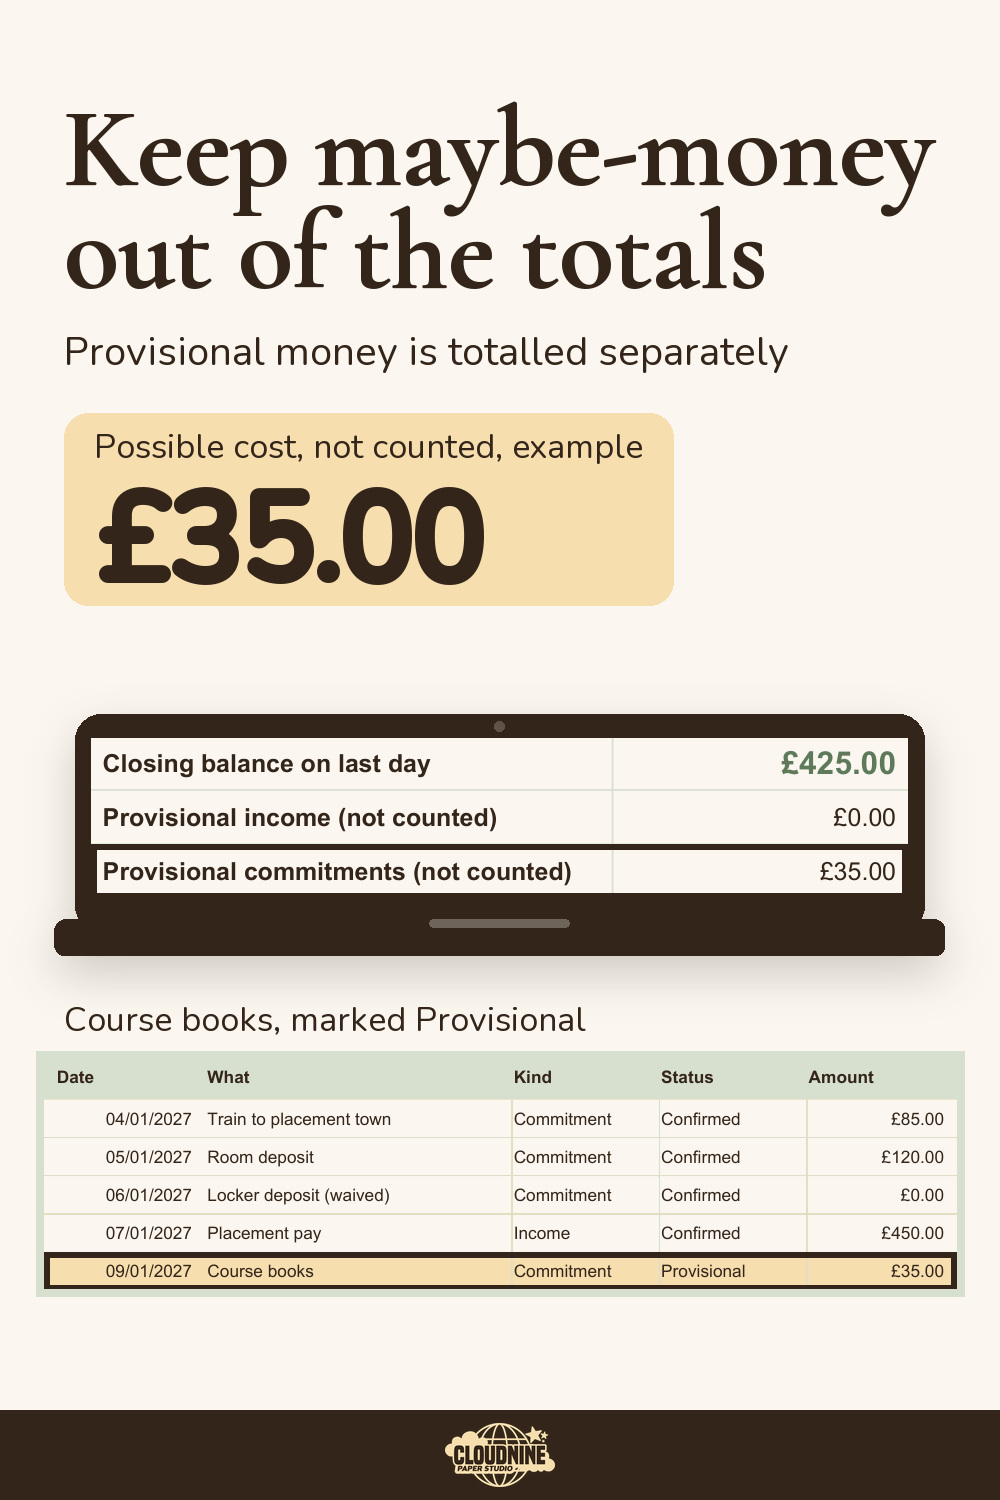 Keep maybe-money
out of the totals
Provisional money is totalled separately
Possible cost, not counted, example
£35.00
Closing balance on last day £425.00
Provisional income (not counted) £0.00
Provisional commitments (not counted) £35.00
Course books, marked Provisional
Date What Kind Status Amount
04/01/2027 Train to placement town Commitment Confirmed £85.00
05/01/2027 Room deposit Commitment Confirmed £120.00
06/01/2027 Locker deposit (waived) Commitment Confirmed £0.00
07/01/2027 Placement pay Income Confirmed £450.00
09/01/2027 Course books Commitment Provisional £35.00
CLOUDNINE
PAPER STUDIO